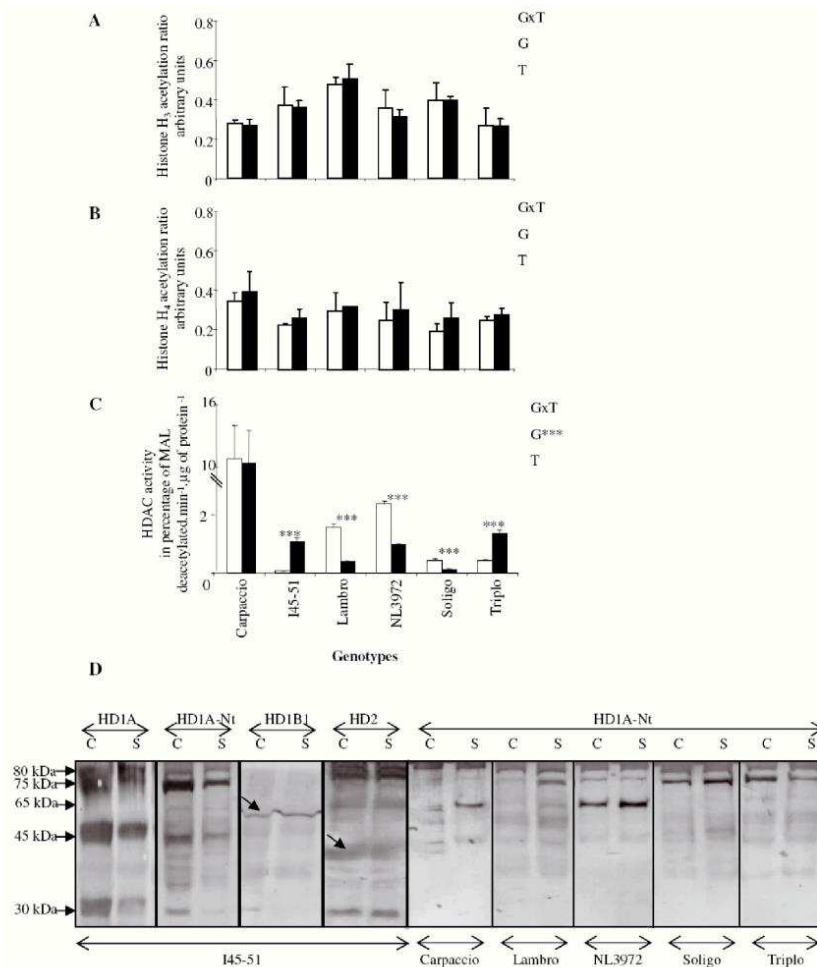 A
Histone H3 acetylation ratio
arbitrary units
0.8
0.6
0.4
0.2
0
GxT
G
T
B
Histone H4 acetylation ratio
arbitrary units
0.8
0.6
0.4
0.2
0
GxT
G
T
C
HDAC activity
in percentage of MAL
deacetylated.min-1.µg of protein-1
16
10
2
0
***
***
***
***
***
GxT
G***
T
Carpaccio
I45-51
Lambro
NL3972
Soligo
Triplo
Genotypes
D
HD1A
HD1A-Nt
HD1B1
HD2
HD1A-Nt
C S C S C S C S C S C S C S C S C S
80 kDa
75 kDa
65 kDa
45 kDa
30 kDa
I45-51
Carpaccio
Lambro
NL3972
Soligo
Triplo